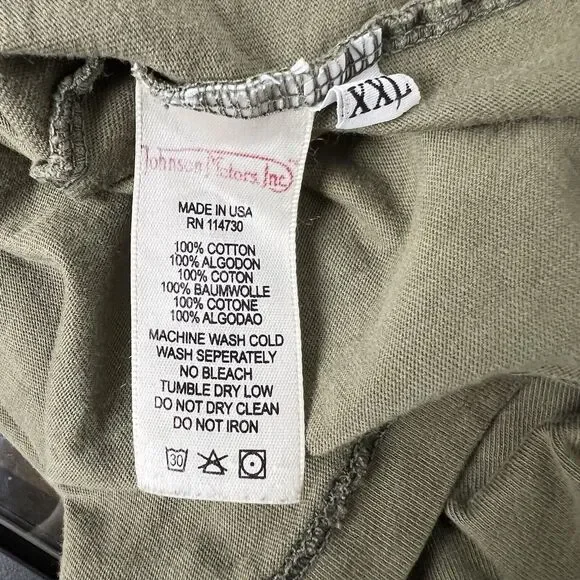 XXL
Johnson Motors, Inc
MADE IN USA
RN 114730
100% COTTON
100% ALGODON
100% COTON
100% BAUMWOLLE
100% COTONE
100% ALGODAO
MACHINE WASH COLD
WASH SEPERATELY
NO BLEACH
TUMBLE DRY LOW
DO NOT DRY CLEAN
DO NOT IRON
30